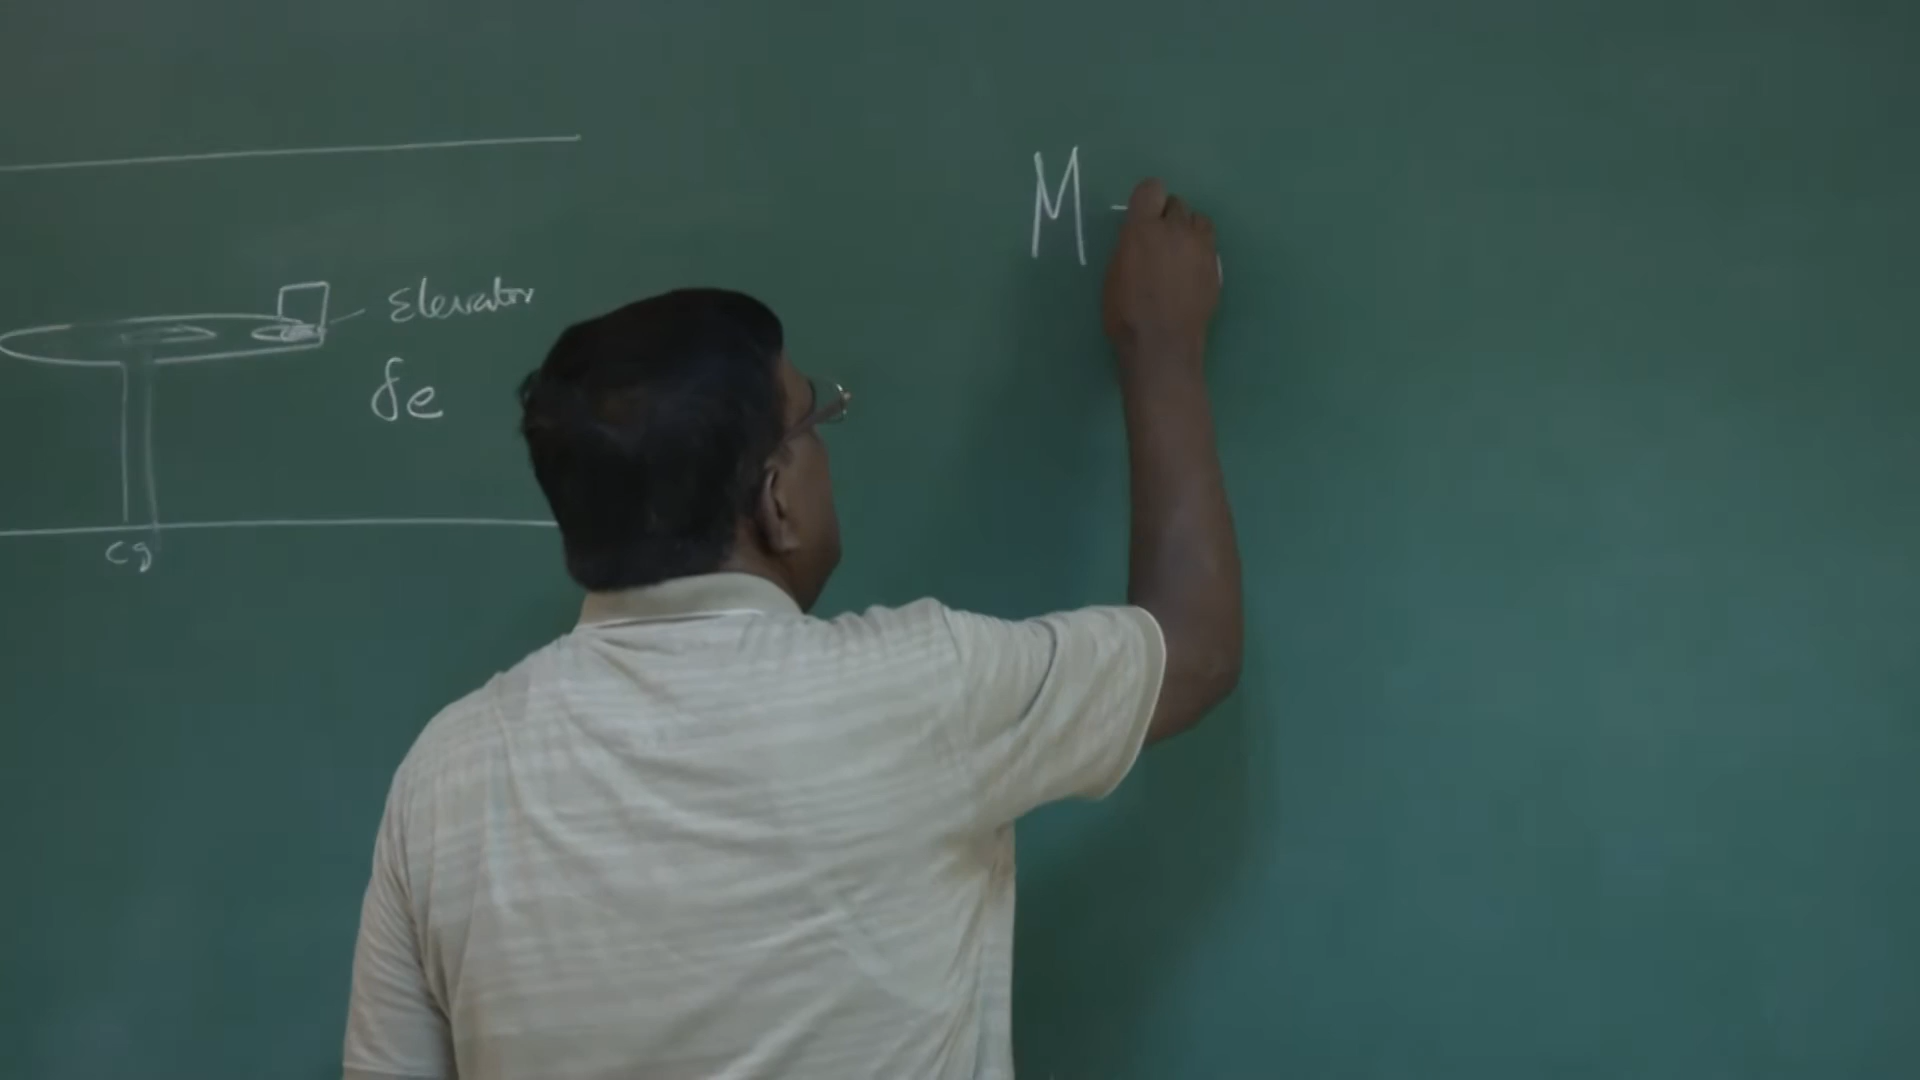 Elevator
δe
cg
M -